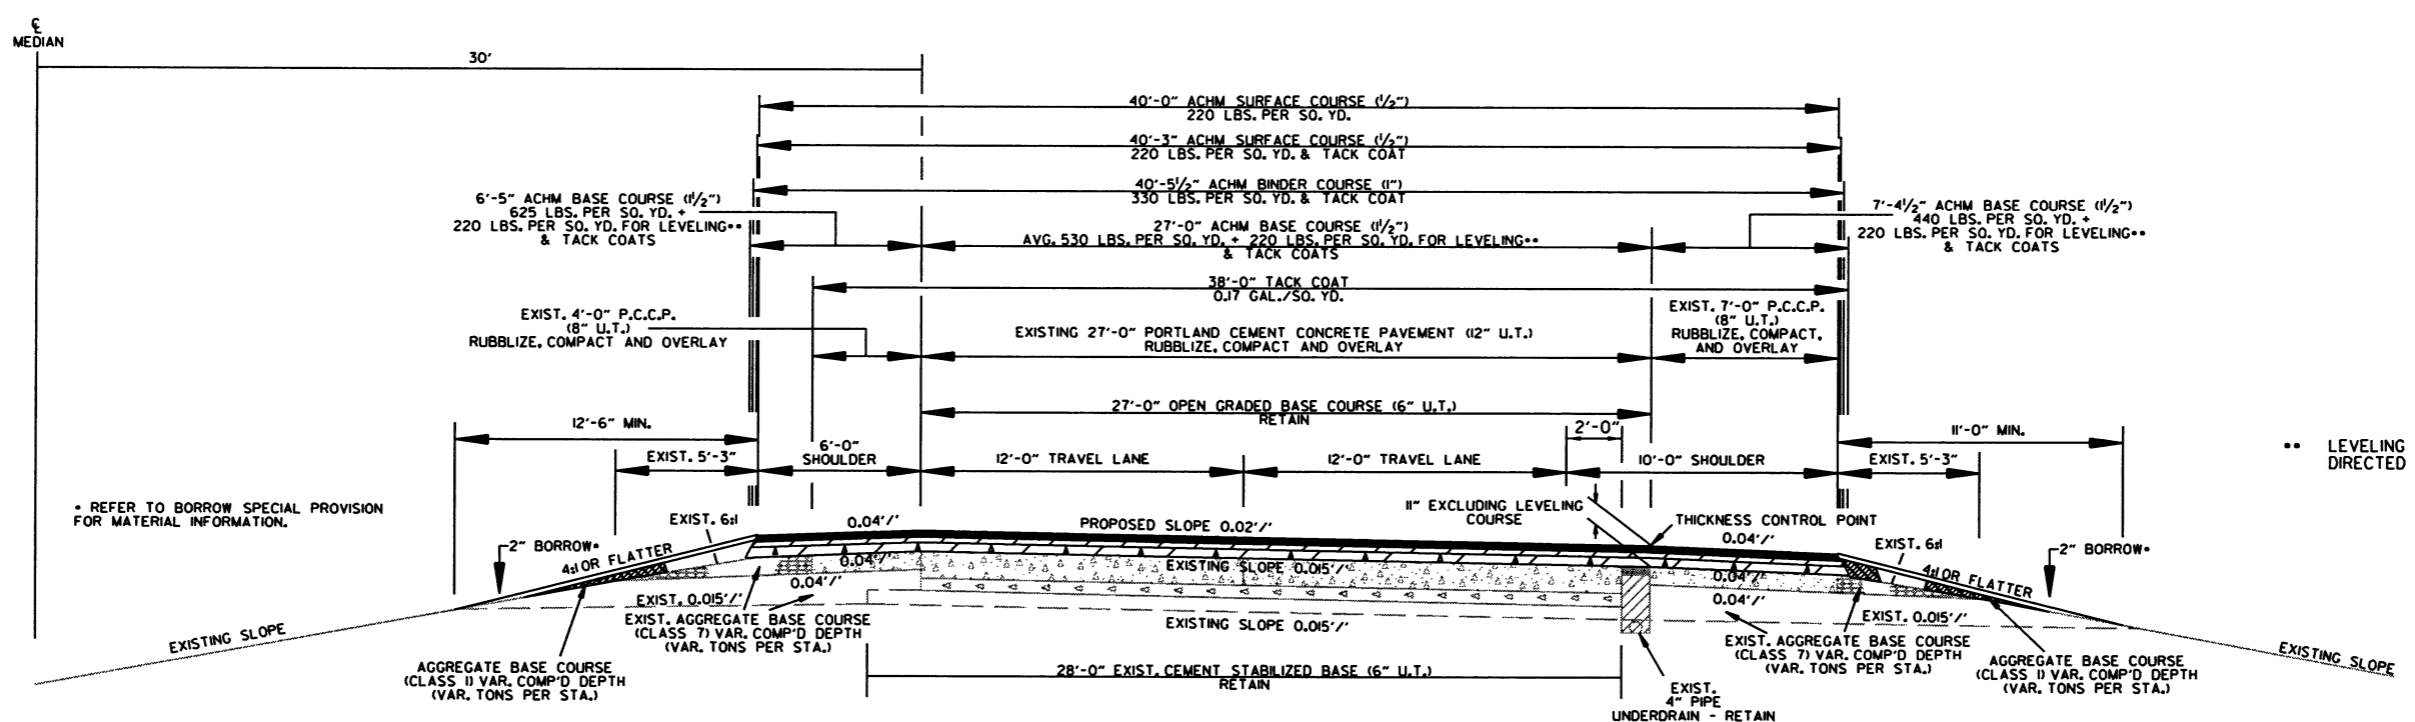 ℄
MEDIAN
30'
40'-0" ACHM SURFACE COURSE (1/2")
220 LBS. PER SQ. YD.
40'-3" ACHM SURFACE COURSE (1/2")
220 LBS. PER SQ. YD. & TACK COAT
40'-5 1/2" ACHM BINDER COURSE (1")
330 LBS. PER SQ. YD. & TACK COAT
6'-5" ACHM BASE COURSE (1 1/2")
625 LBS. PER SQ. YD. +
220 LBS. PER SQ. YD. FOR LEVELING••
& TACK COATS
27'-0" ACHM BASE COURSE (1 1/2")
AVG. 530 LBS. PER SQ. YD. + 220 LBS. PER SQ. YD. FOR LEVELING••
& TACK COATS
7'-4 1/2" ACHM BASE COURSE (1 1/2")
440 LBS. PER SQ. YD. +
220 LBS. PER SQ. YD. FOR LEVELING••
& TACK COATS
38'-0" TACK COAT
0.17 GAL./SQ. YD.
EXIST. 4'-0" P.C.C.P.
(8" U.T.)
RUBBLIZE, COMPACT AND OVERLAY
EXISTING 27'-0" PORTLAND CEMENT CONCRETE PAVEMENT (12" U.T.)
RUBBLIZE, COMPACT AND OVERLAY
EXIST. 7'-0" P.C.C.P.
(8" U.T.)
RUBBLIZE, COMPACT,
AND OVERLAY
27'-0" OPEN GRADED BASE COURSE (6" U.T.)
RETAIN
12'-6" MIN.
2'-0"
11'-0" MIN.
EXIST. 5'-3"
6'-0"
SHOULDER
12'-0" TRAVEL LANE
12'-0" TRAVEL LANE
10'-0" SHOULDER
EXIST. 5'-3"
•• LEVELING
DIRECTED
• REFER TO BORROW SPECIAL PROVISION
FOR MATERIAL INFORMATION.
EXIST. 6:1
0.04'/'
PROPOSED SLOPE 0.02'/'
11" EXCLUDING LEVELING
COURSE
THICKNESS CONTROL POINT
0.04'/'
EXIST. 6:1
2" BORROW•
4:1 OR FLATTER
0.04'/'
0.04'/'
EXISTING SLOPE 0.015'/'
0.04'/'
0.04'/'
4:1 OR FLATTER
2" BORROW•
EXIST. 0.015'/'
EXIST. AGGREGATE BASE COURSE
(CLASS 7) VAR. COMP'D DEPTH
(VAR. TONS PER STA.)
EXISTING SLOPE 0.015'/'
EXIST. 0.015'/'
EXIST. AGGREGATE BASE COURSE
(CLASS 7) VAR. COMP'D DEPTH
(VAR. TONS PER STA.)
EXISTING SLOPE
AGGREGATE BASE COURSE
(CLASS 1) VAR. COMP'D DEPTH
(VAR. TONS PER STA.)
28'-0" EXIST. CEMENT STABILIZED BASE (6" U.T.)
RETAIN
EXIST.
4" PIPE
UNDERDRAIN - RETAIN
AGGREGATE BASE COURSE
(CLASS 1) VAR. COMP'D DEPTH
(VAR. TONS PER STA.)
EXISTING SLOPE